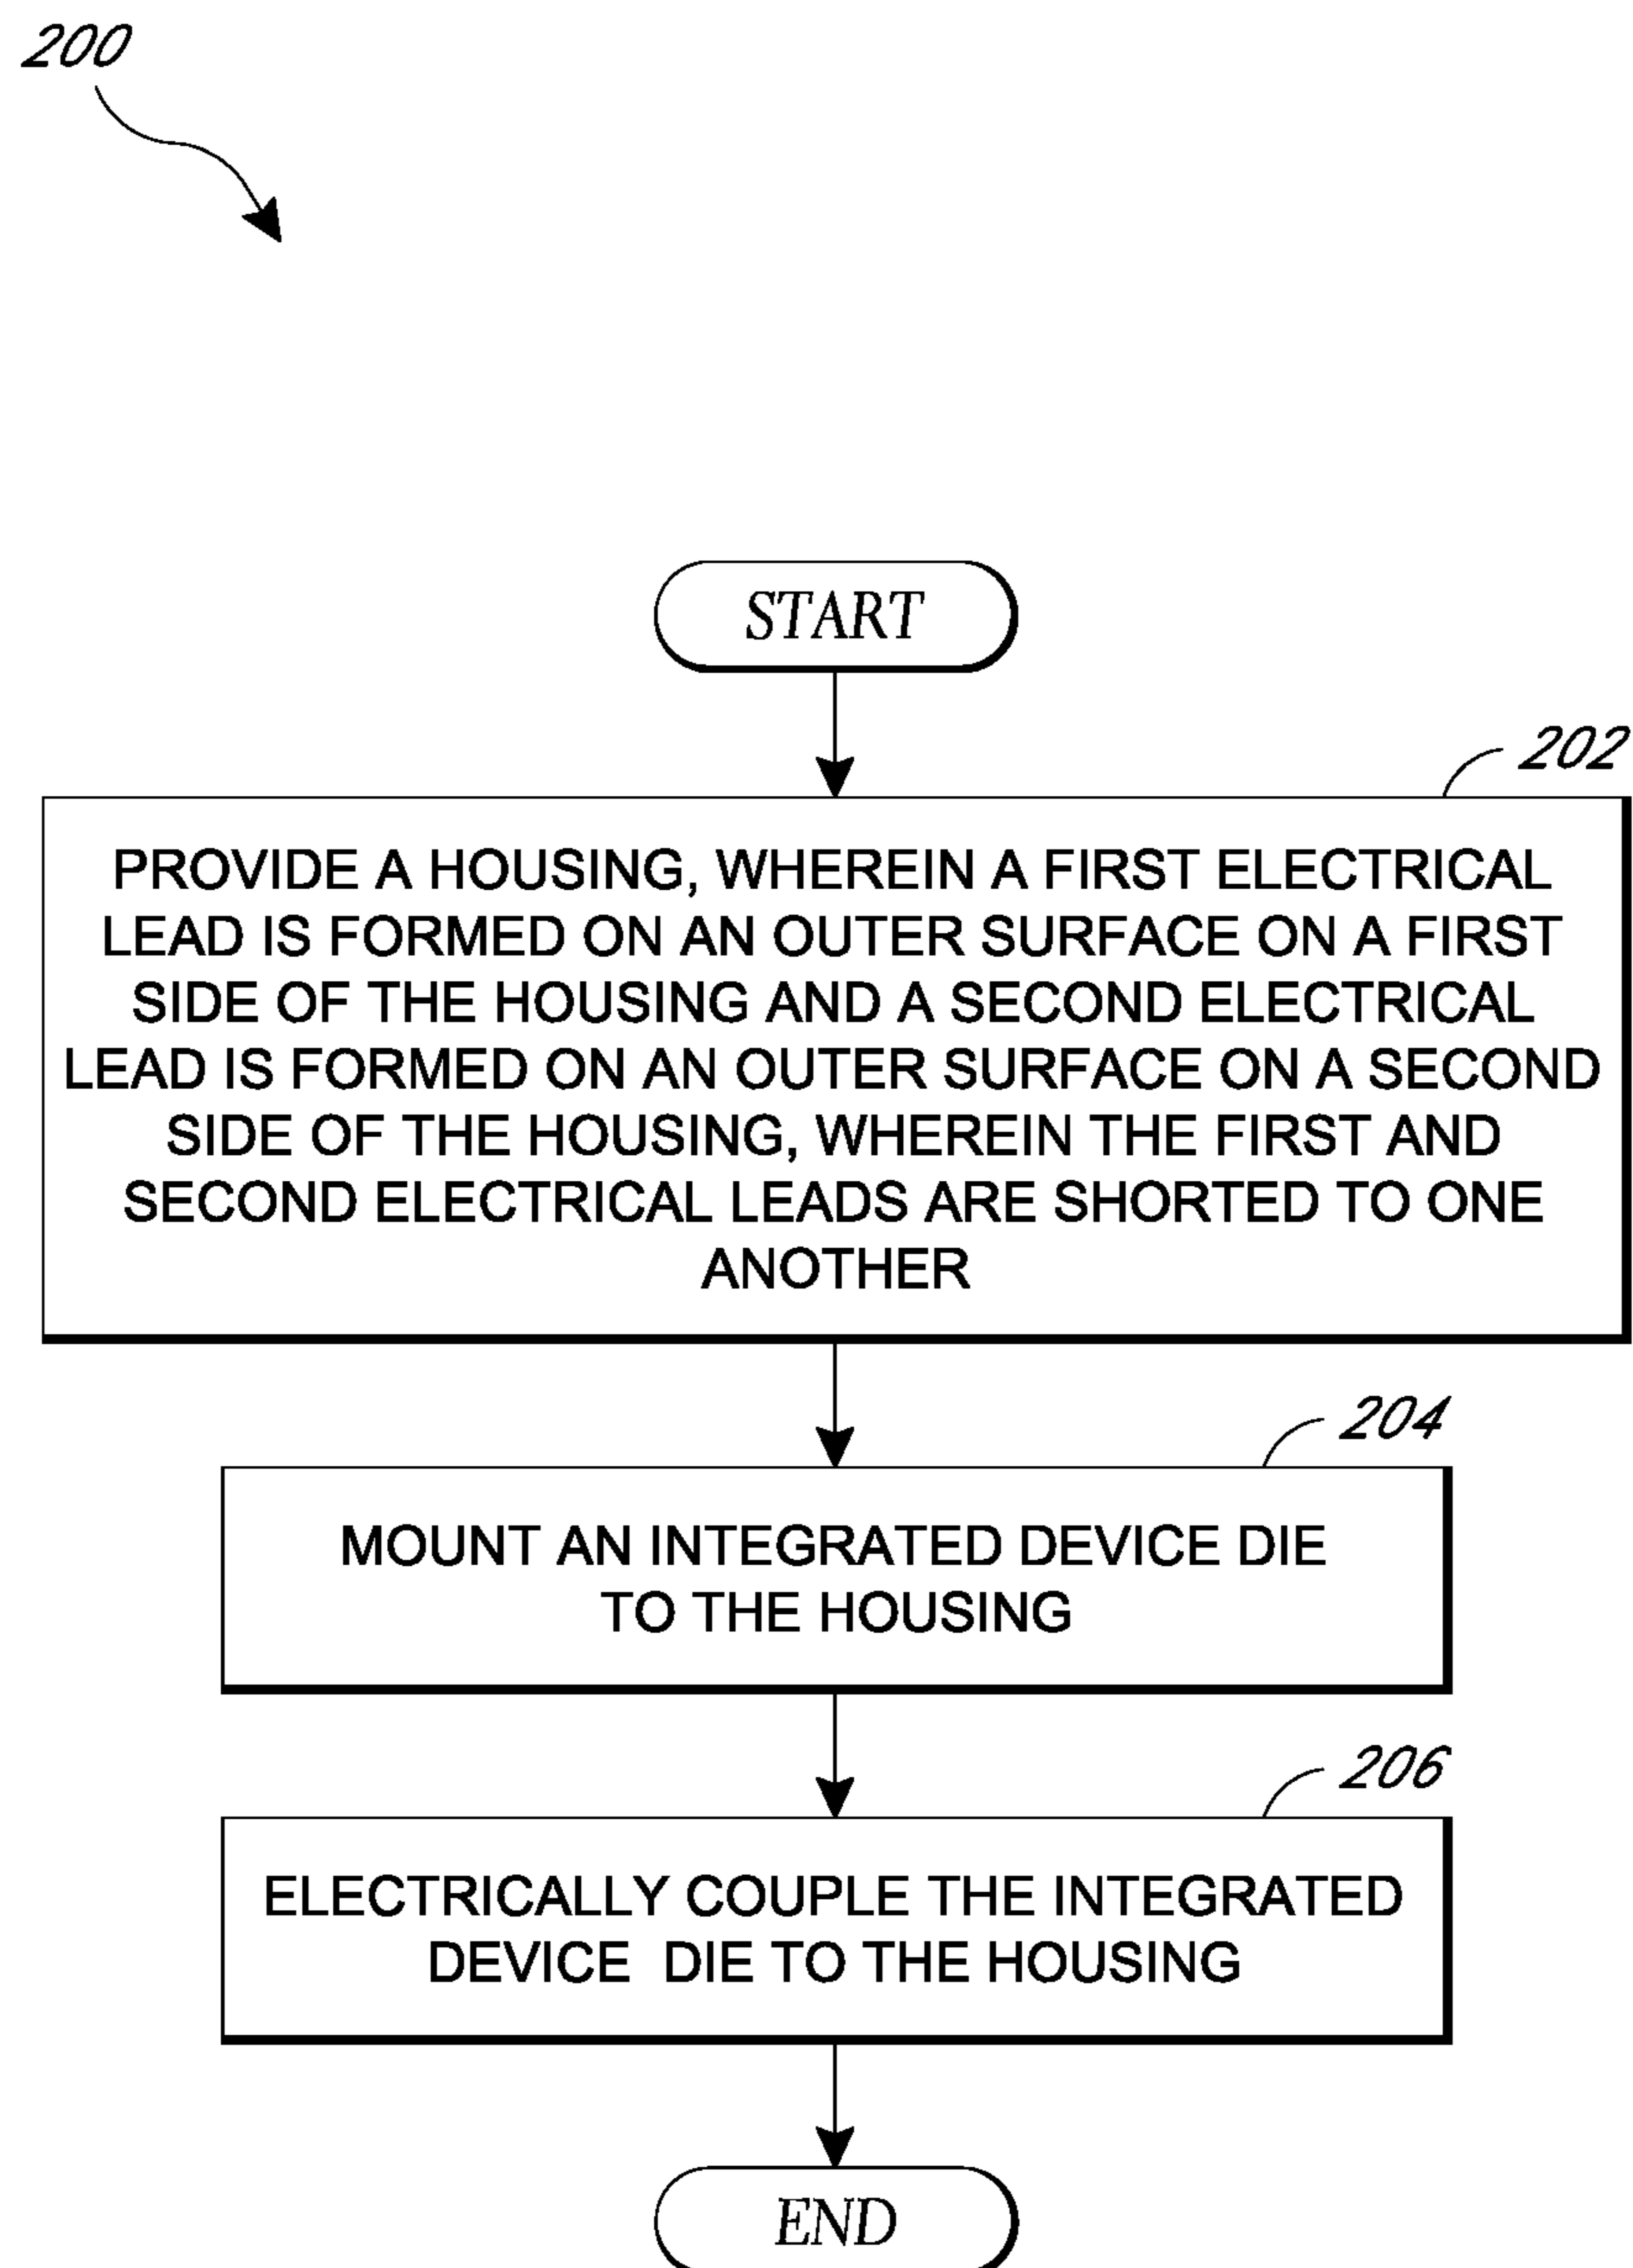 200
START
202
PROVIDE A HOUSING, WHEREIN A FIRST ELECTRICAL
LEAD IS FORMED ON AN OUTER SURFACE ON A FIRST
SIDE OF THE HOUSING AND A SECOND ELECTRICAL
LEAD IS FORMED ON AN OUTER SURFACE ON A SECOND
SIDE OF THE HOUSING, WHEREIN THE FIRST AND
SECOND ELECTRICAL LEADS ARE SHORTED TO ONE
ANOTHER
204
MOUNT AN INTEGRATED DEVICE DIE
TO THE HOUSING
206
ELECTRICALLY COUPLE THE INTEGRATED
DEVICE  DIE TO THE HOUSING
END